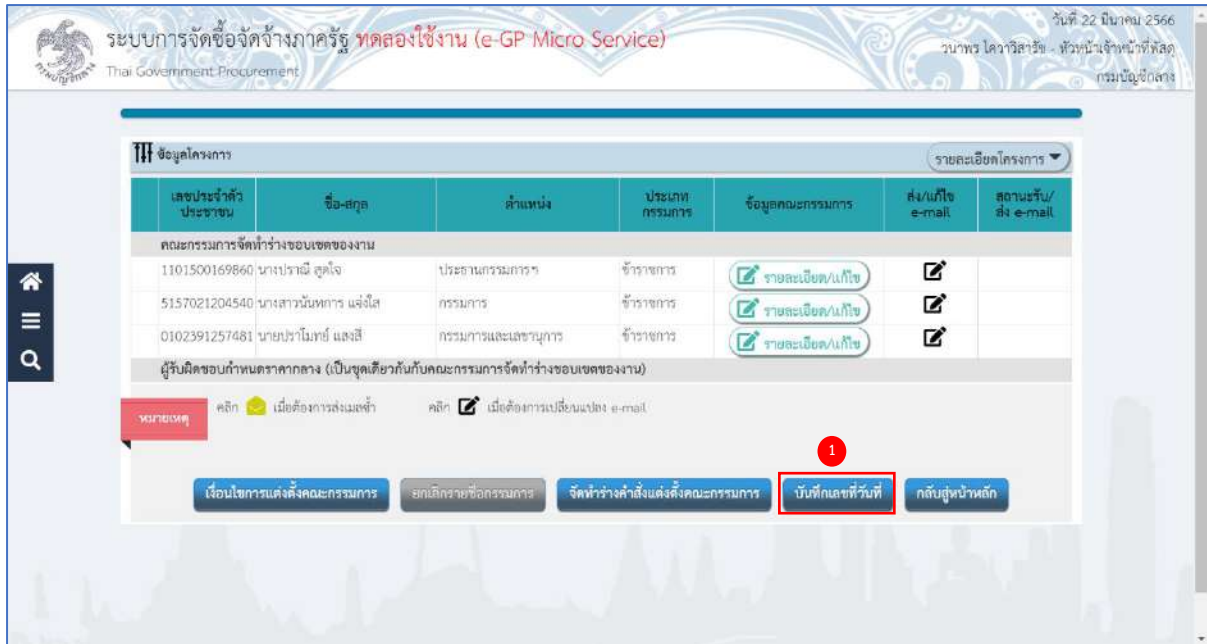 ระบบการจัดซื้อจัดจ้างภาครัฐ ทดลองใช้งาน (e-GP Micro Service)
Thai Government Procurement
วันที่ 22 มีนาคม 2566
วนาพร ไควาวิสารัช - หัวหน้าเจ้าหน้าที่พัสดุ
กรมบัญชีกลาง
ข้อมูลโครงการ
รายละเอียดโครงการ
เลขประจำตัวประชาชน ชื่อ-สกุล ตำแหน่ง ประเภทกรรมการ ข้อมูลคณะกรรมการ ส่ง/แก้ไข e-mail สถานะรับ/ส่ง e-mail
คณะกรรมการจัดทำร่างขอบเขตของงาน
1101500169860 นางปราณี สุดใจ ประธานกรรมการฯ ข้าราชการ รายละเอียด/แก้ไข
5157021204540 นางสาวนันทการ แจ่งใส กรรมการ ข้าราชการ รายละเอียด/แก้ไข
0102391257481 นายปราโมทย์ แสงสี กรรมการและเลขานุการ ข้าราชการ รายละเอียด/แก้ไข
ผู้รับผิดชอบกำหนดราคากลาง (เป็นชุดเดียวกันกับคณะกรรมการจัดทำร่างขอบเขตของงาน)
หมายเหตุ คลิก เมื่อต้องการส่งเมลซ้ำ คลิก เมื่อต้องการเปลี่ยนแปลง e-mail
1
เงื่อนไขการแต่งตั้งคณะกรรมการ ยกเลิกรายชื่อกรรมการ จัดทำร่างคำสั่งแต่งตั้งคณะกรรมการ บันทึกเลขที่วันที่ กลับสู่หน้าหลัก